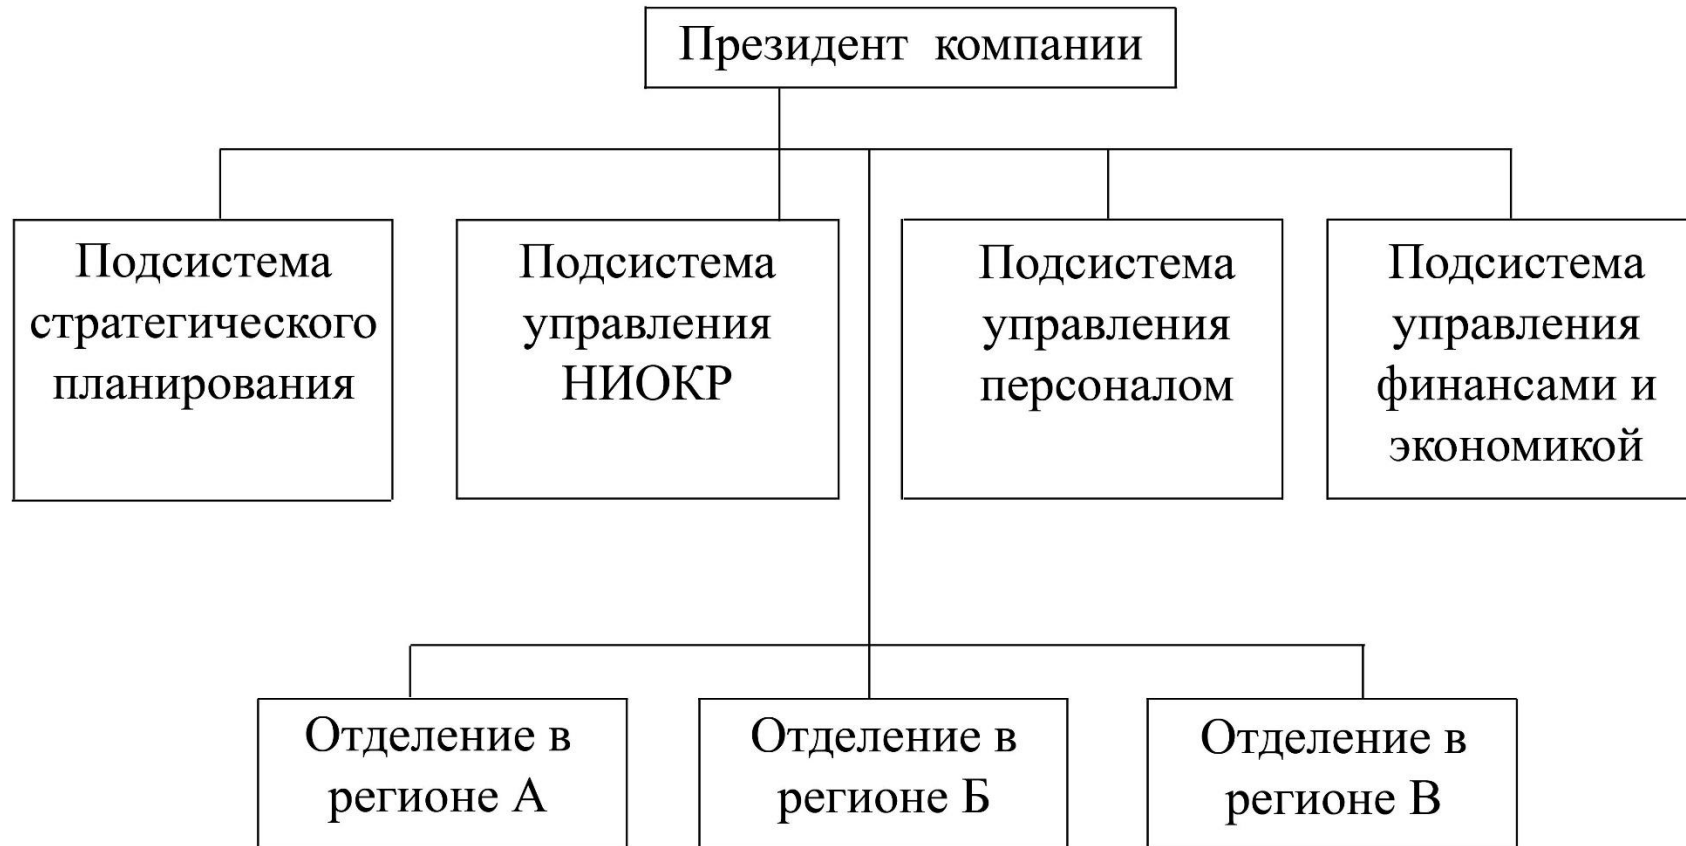 Президент компании
Подсистема
стратегического
планирования
Подсистема
управления
НИОКР
Подсистема
управления
персоналом
Подсистема
управления
финансами и
экономикой
Отделение в
регионе А
Отделение в
регионе Б
Отделение в
регионе В